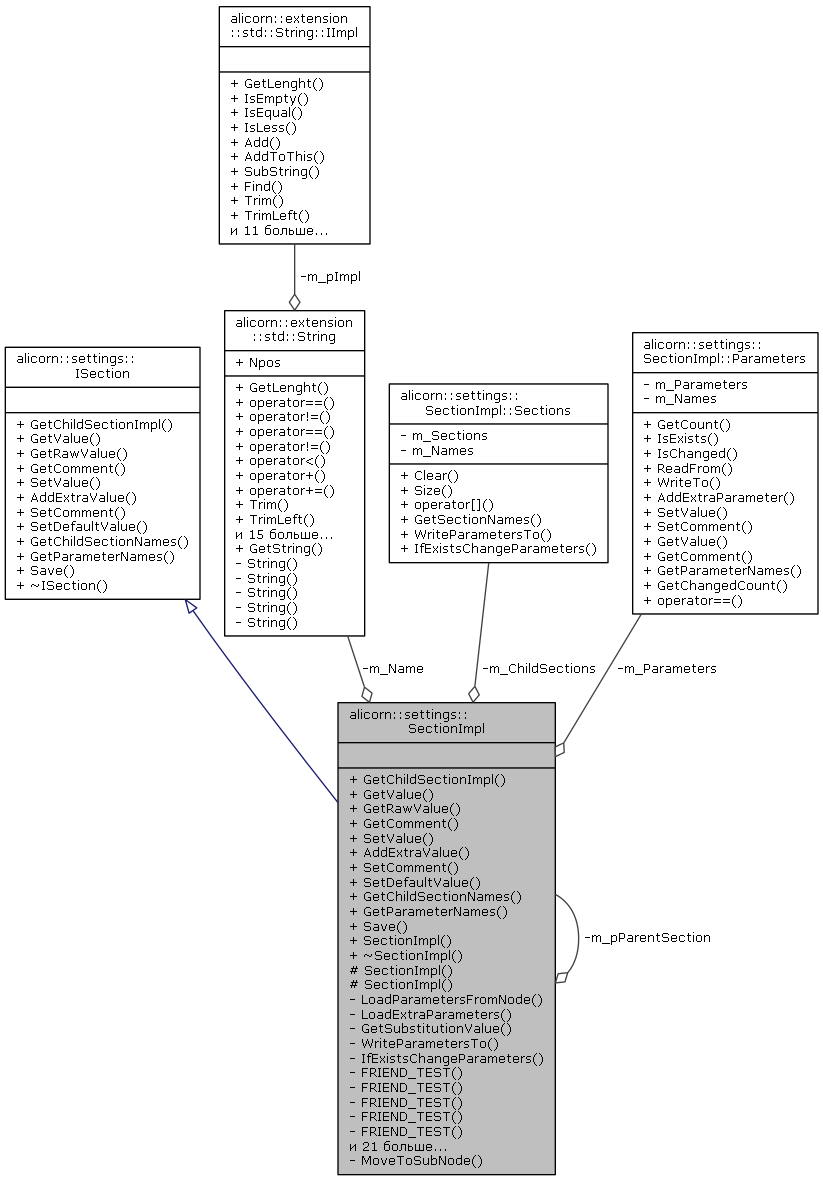 alicorn::extension
::std::String::IImpl
+ GetLenght()
+ IsEmpty()
+ IsEqual()
+ IsLess()
+ Add()
+ AddToThis()
+ SubString()
+ Find()
+ Trim()
+ TrimLeft()
и 11 больше...
-m_pImpl
alicorn::settings::
ISection
+ GetChildSectionImpl()
+ GetValue()
+ GetRawValue()
+ GetComment()
+ SetValue()
+ AddExtraValue()
+ SetComment()
+ SetDefaultValue()
+ GetChildSectionNames()
+ GetParameterNames()
+ Save()
+ ~ISection()
alicorn::extension
::std::String
+ Npos
+ GetLenght()
+ operator==()
+ operator!=()
+ operator==()
+ operator!=()
+ operator<()
+ operator+()
+ operator+=()
+ Trim()
+ TrimLeft()
и 15 больше...
+ GetString()
- String()
- String()
- String()
- String()
- String()
alicorn::settings::
SectionImpl::Sections
- m_Sections
- m_Names
+ Clear()
+ Size()
+ operator[]()
+ GetSectionNames()
+ WriteParametersTo()
+ IfExistsChangeParameters()
alicorn::settings::
SectionImpl::Parameters
- m_Parameters
- m_Names
+ GetCount()
+ IsExists()
+ IsChanged()
+ ReadFrom()
+ WriteTo()
+ AddExtraParameter()
+ SetValue()
+ SetComment()
+ GetValue()
+ GetComment()
+ GetParameterNames()
+ GetChangedCount()
+ operator==()
-m_Name
-m_ChildSections
-m_Parameters
alicorn::settings::
SectionImpl
+ GetChildSectionImpl()
+ GetValue()
+ GetRawValue()
+ GetComment()
+ SetValue()
+ AddExtraValue()
+ SetComment()
+ SetDefaultValue()
+ GetChildSectionNames()
+ GetParameterNames()
+ Save()
+ SectionImpl()
+ ~SectionImpl()
# SectionImpl()
# SectionImpl()
- LoadParametersFromNode()
- LoadExtraParameters()
- GetSubstitutionValue()
- WriteParametersTo()
- IfExistsChangeParameters()
- FRIEND_TEST()
- FRIEND_TEST()
- FRIEND_TEST()
- FRIEND_TEST()
- FRIEND_TEST()
и 21 больше...
- MoveToSubNode()
-m_pParentSection